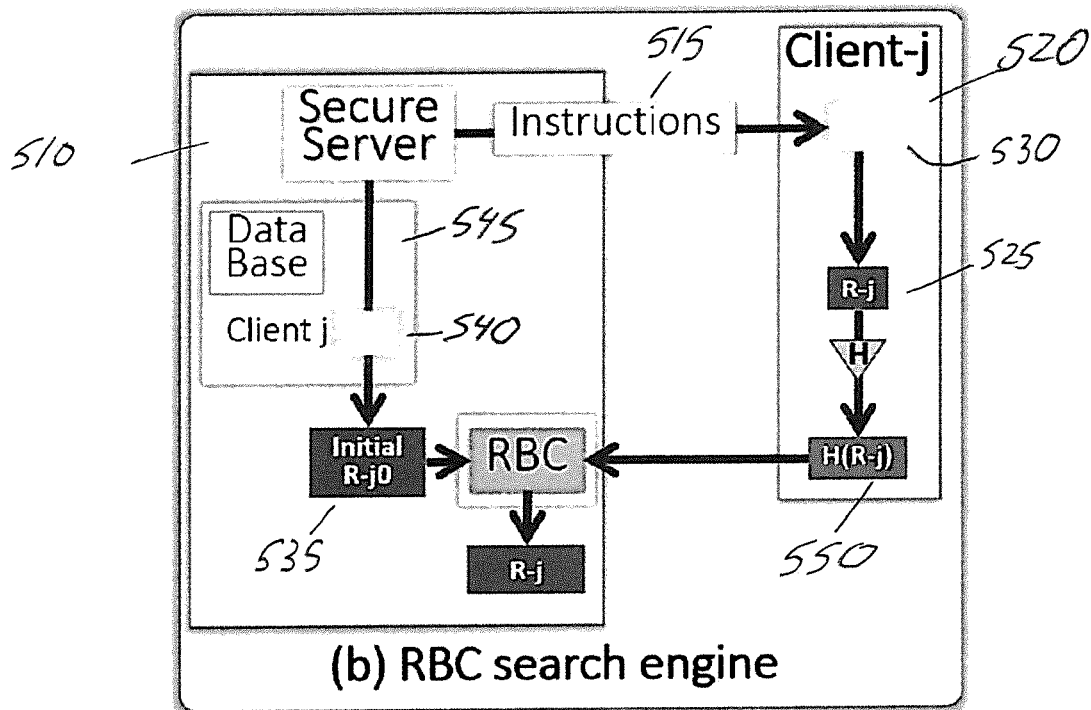 515
Client-j
520
Secure
Server
Instructions
510
530
Data
Base
545
525
R-j
Client j
540
H
Initial
R-j0
RBC
H(R-j)
535
R-j
550
(b) RBC search engine